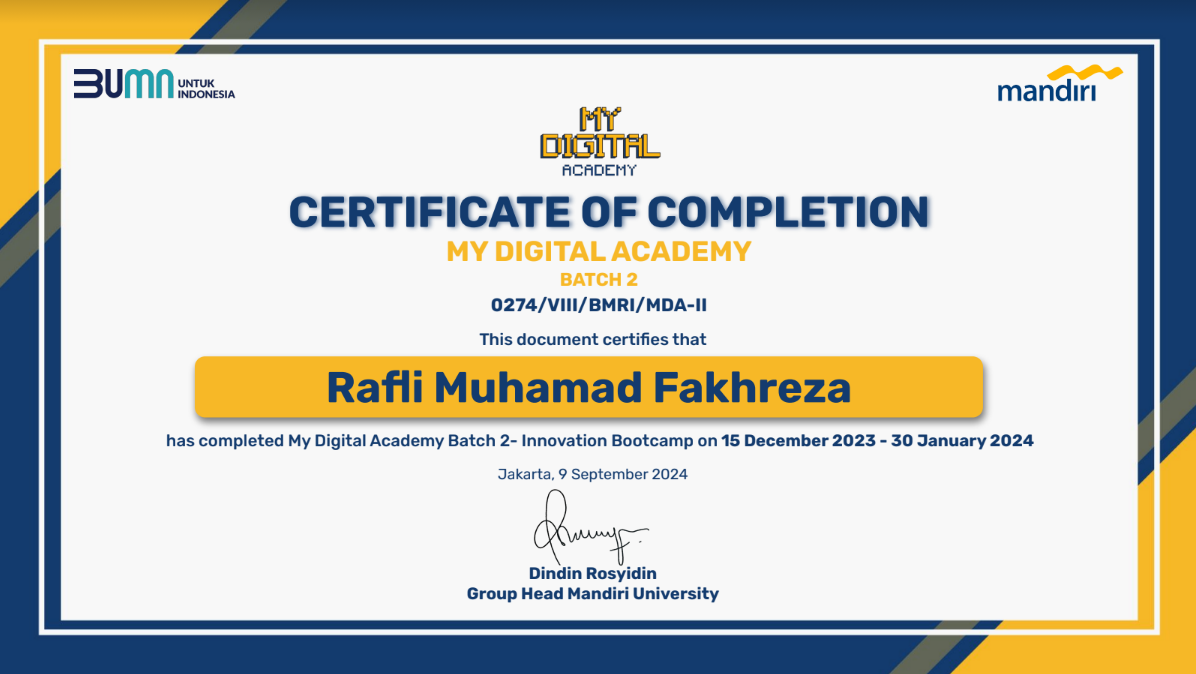 BUMN UNTUK
INDONESIA
mandiri
MY
DIGITAL
ACADEMY
CERTIFICATE OF COMPLETION
MY DIGITAL ACADEMY
BATCH 2
0274/VIII/BMRI/MDA-II
This document certifies that
Rafli Muhamad Fakhreza
has completed My Digital Academy Batch 2- Innovation Bootcamp on 15 December 2023 - 30 January 2024
Jakarta, 9 September 2024
Dindin Rosyidin
Group Head Mandiri University